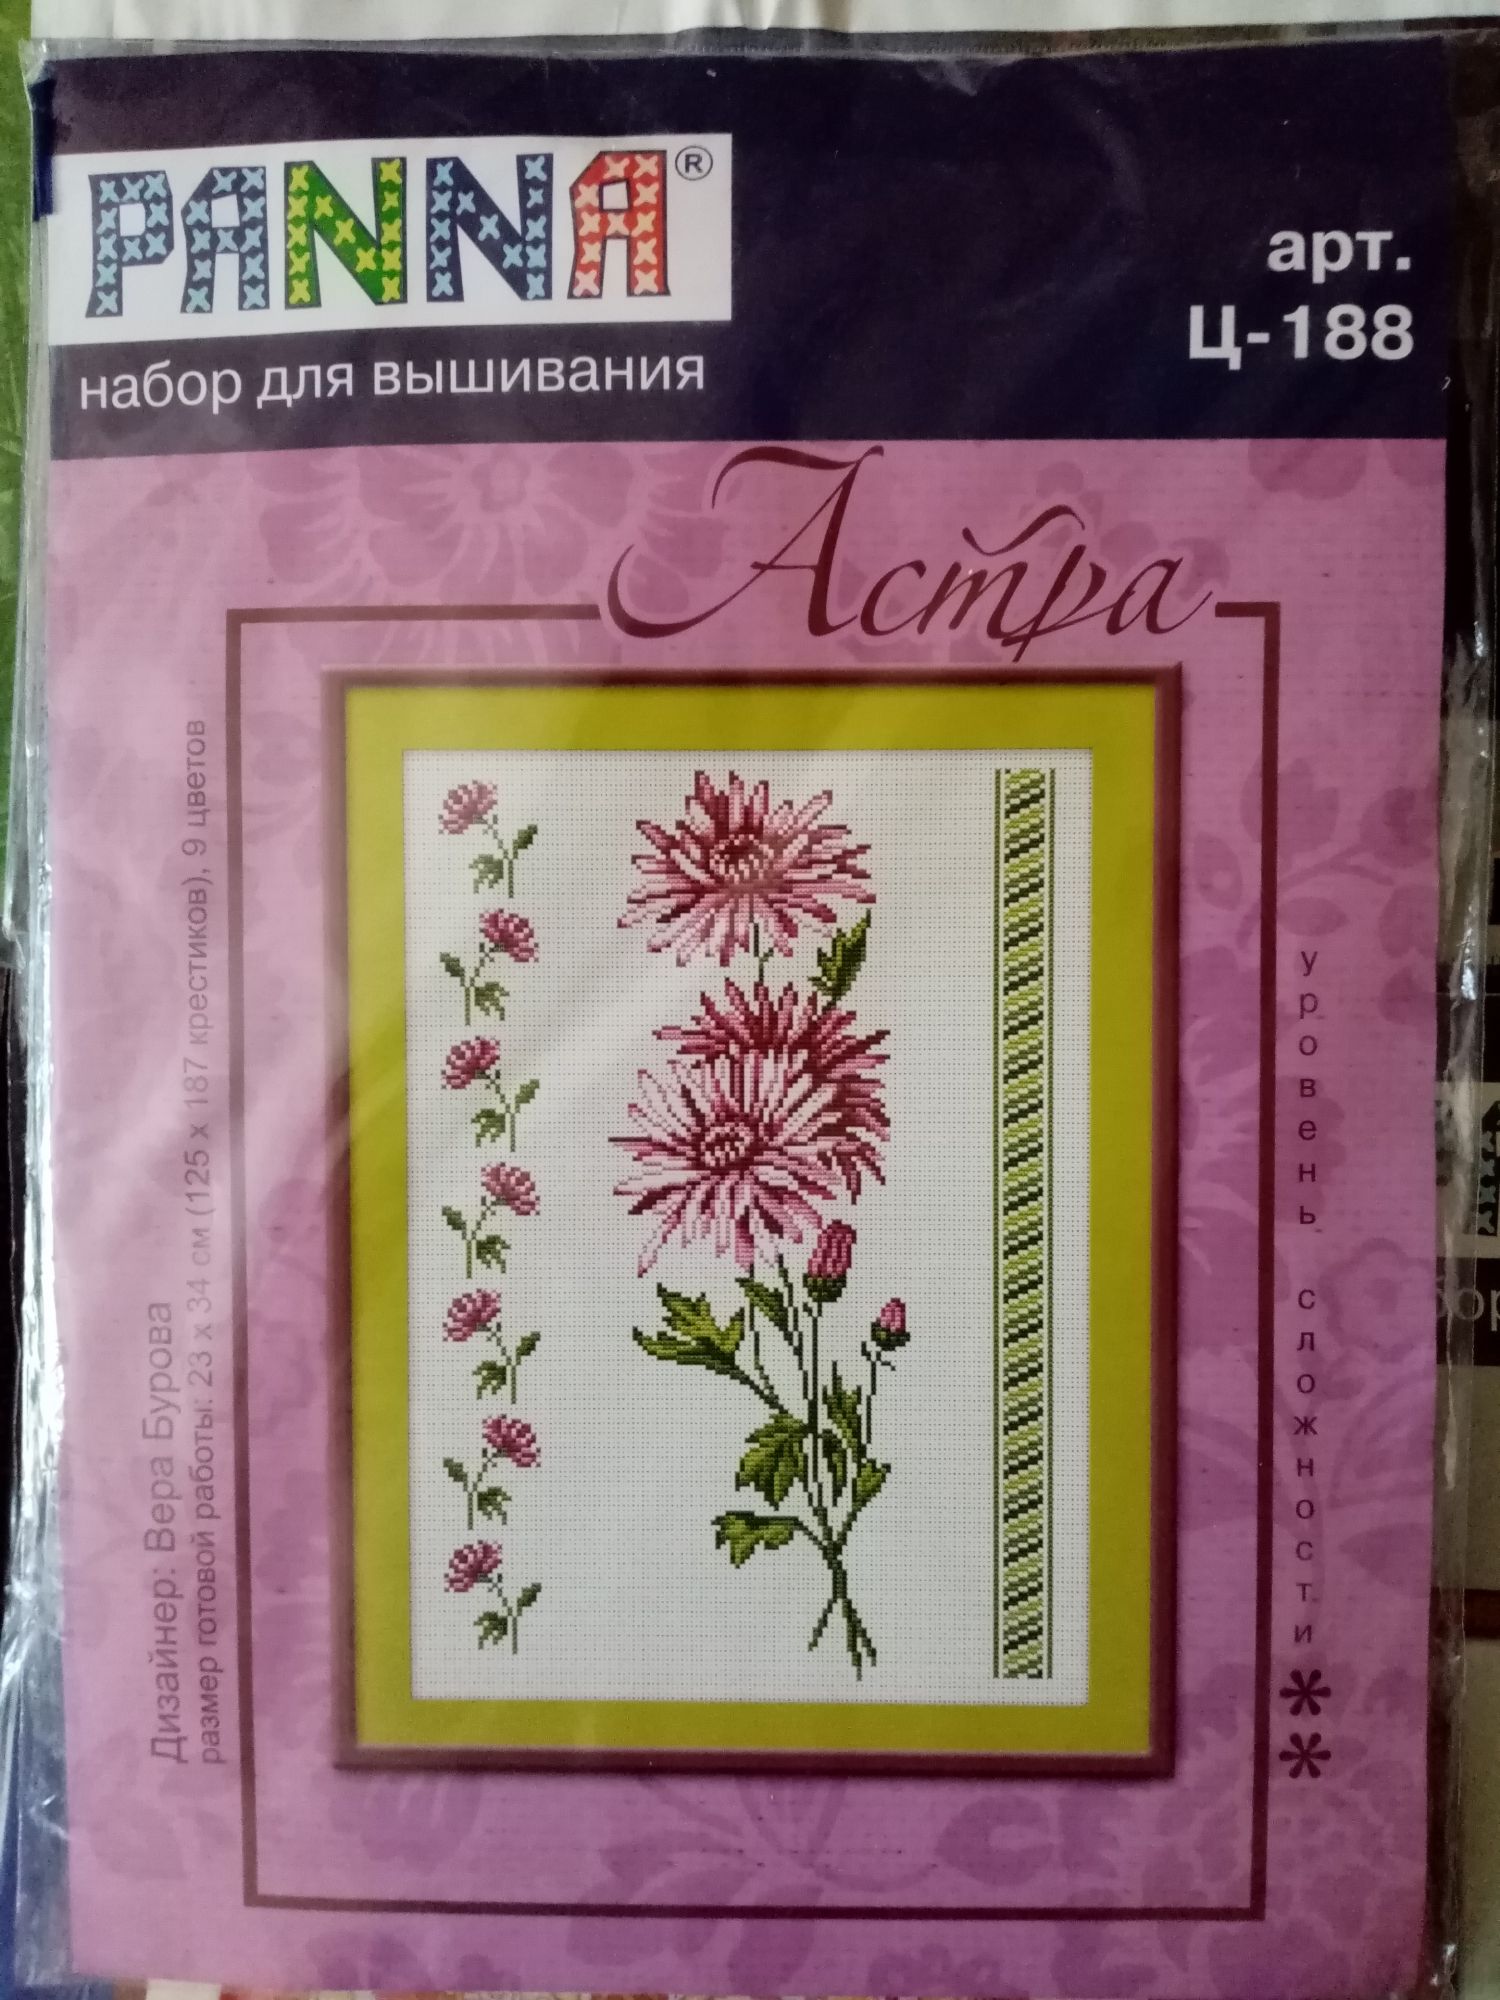 PANNA®
набор для вышивания
арт.
Ц-188
Астра
Дизайнер: Вера Бурова
размер готовой работы: 23 x 34 см (125 x 187 крестиков), 9 цветов
уровень сложности **